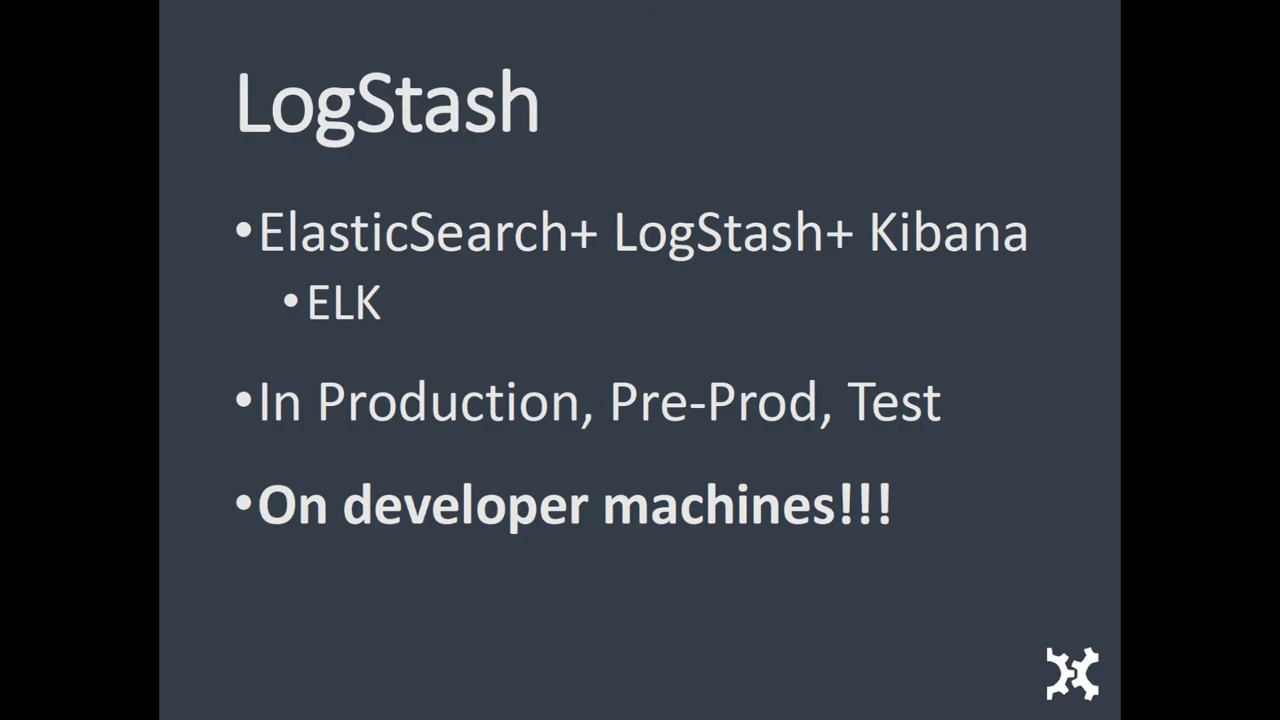 LogStash
•ElasticSearch+ LogStash+ Kibana
•ELK
•In Production, Pre-Prod, Test
•On developer machines!!!